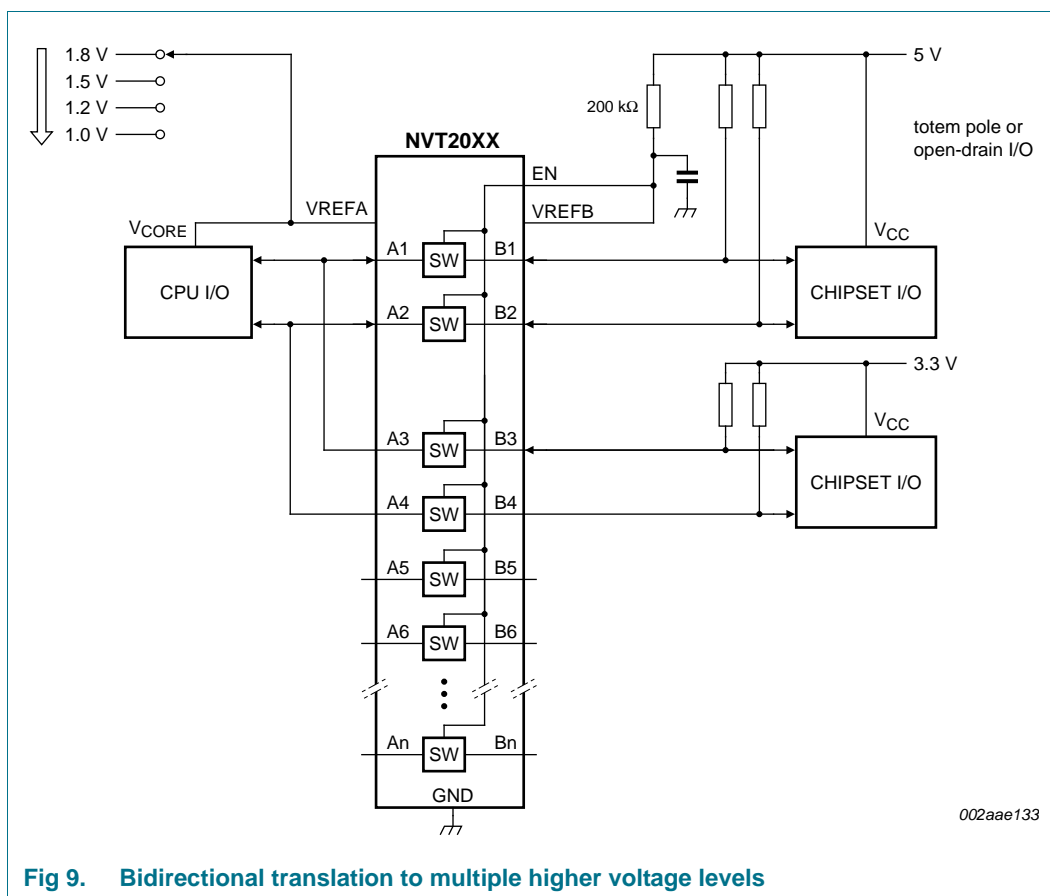 1.8 V
1.5 V
1.2 V
1.0 V
5 V
200 kΩ
totem pole or
open-drain I/O
NVT20XX
EN
VREFA
VREFB
VCORE
VCC
A1
SW
B1
CPU I/O
CHIPSET I/O
A2
SW
B2
3.3 V
VCC
A3
SW
B3
CHIPSET I/O
A4
SW
B4
A5
SW
B5
A6
SW
B6
An
SW
Bn
GND
002aae133
Fig 9. Bidirectional translation to multiple higher voltage levels